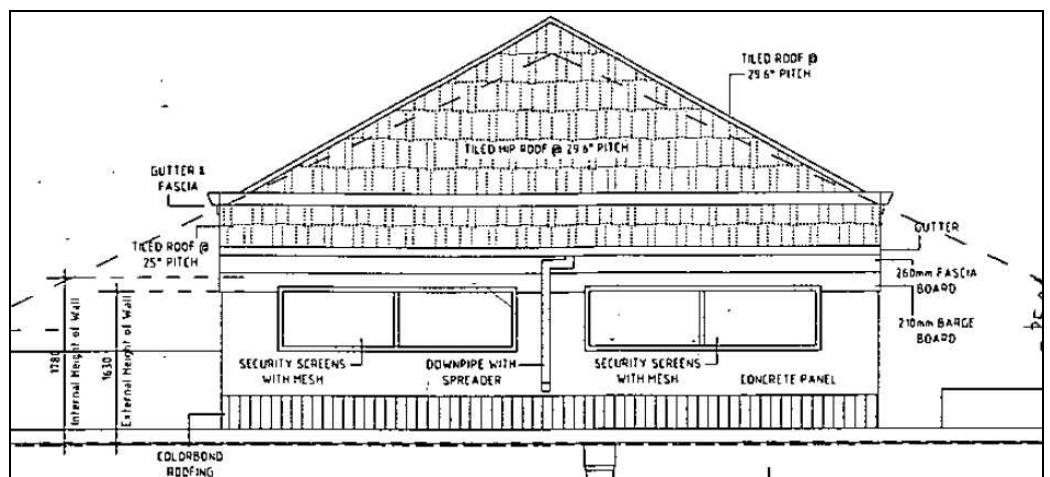 TILED ROOF @
29.6° PITCH
TILED HIP ROOF @ 29.6° PITCH
GUTTER &
FASCIA
TILED ROOF @
25° PITCH
GUTTER
260mm FASCIA
BOARD
210mm BARGE
BOARD
1780
Internal Height of Wall
1630
External Height of Wall
SECURITY SCREENS
WITH MESH
DOWNPIPE WITH
SPREADER
SECURITY SCREENS
WITH MESH
CONCRETE PANEL
COLORBOND
ROOFING